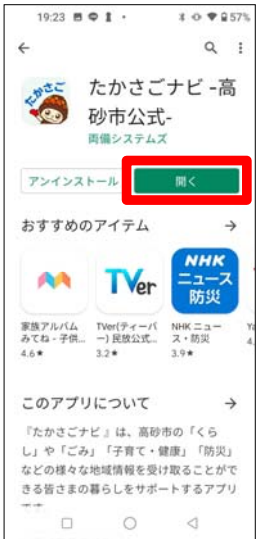 19:23
57%
たかさご
たかさごナビ -高
砂市公式-
両備システムズ
アンインストール
開く
おすすめのアイテム
TVer
NHK
ニュース
防災
家族アルバム
みてね - 子供...
4.6★
TVer(ティーバ
ー) 民放公式...
3.2★
NHK ニュー
ス・防災
3.9★
このアプリについて
『たかさごナビ』は、高砂市の「くら
し」や「ごみ」「子育て・健康」「防災」
などの様々な地域情報を受け取ることがで
きる皆さまの暮らしをサポートするアプリ